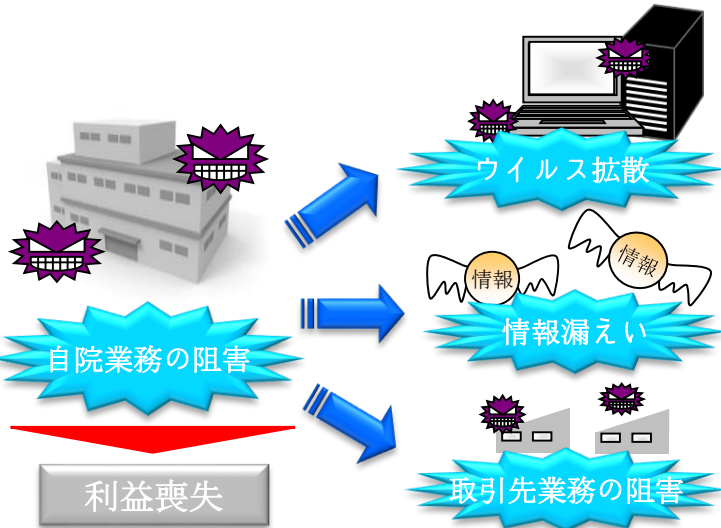 自院業務の阻害
利益喪失
ウイルス拡散
情報
情報
情報漏えい
取引先業務の阻害